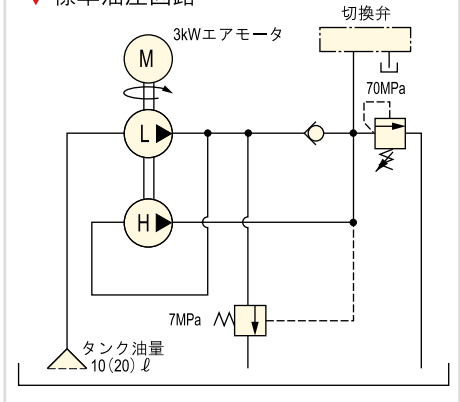 標準油圧回路
切換弁
3kWエアモータ
M
70MPa
L
H
7MPa
タンク油量
10(20)ℓ